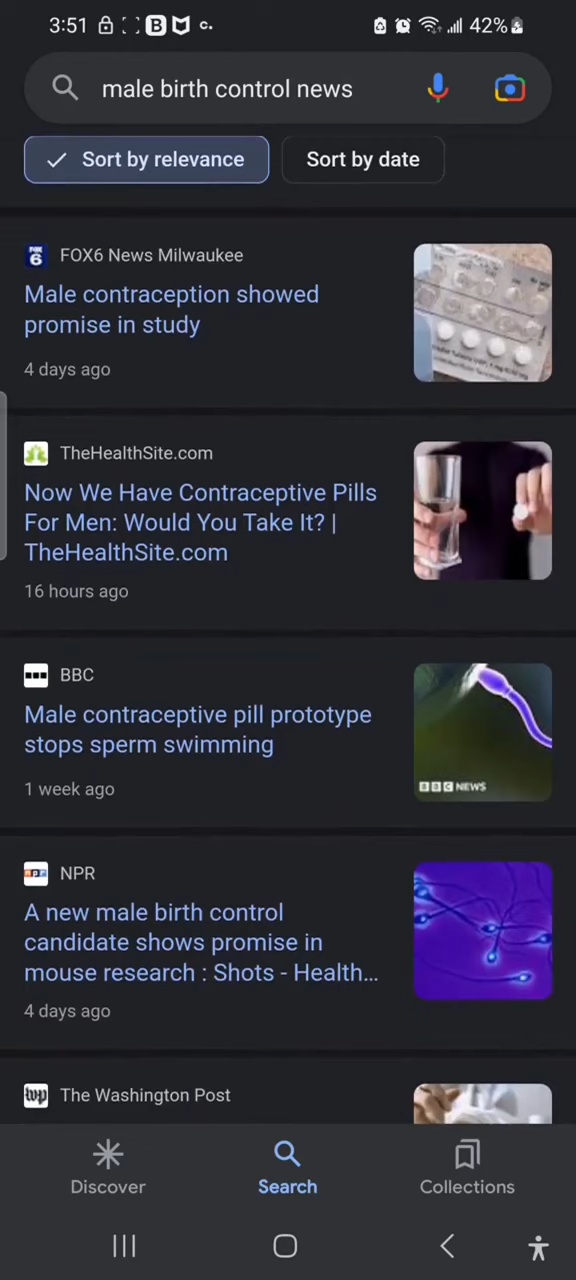 3:51
B
c.
42%
male birth control news
Sort by relevance
Sort by date
FOX6 News Milwaukee
Male contraception showed
promise in study
4 days ago
TheHealthSite.com
Now We Have Contraceptive Pills
For Men: Would You Take It? |
TheHealthSite.com
16 hours ago
BBC
Male contraceptive pill prototype
stops sperm swimming
BBC NEWS
1 week ago
NPR
A new male birth control
candidate shows promise in
mouse research : Shots - Health...
4 days ago
wp
The Washington Post
Discover
Search
Collections